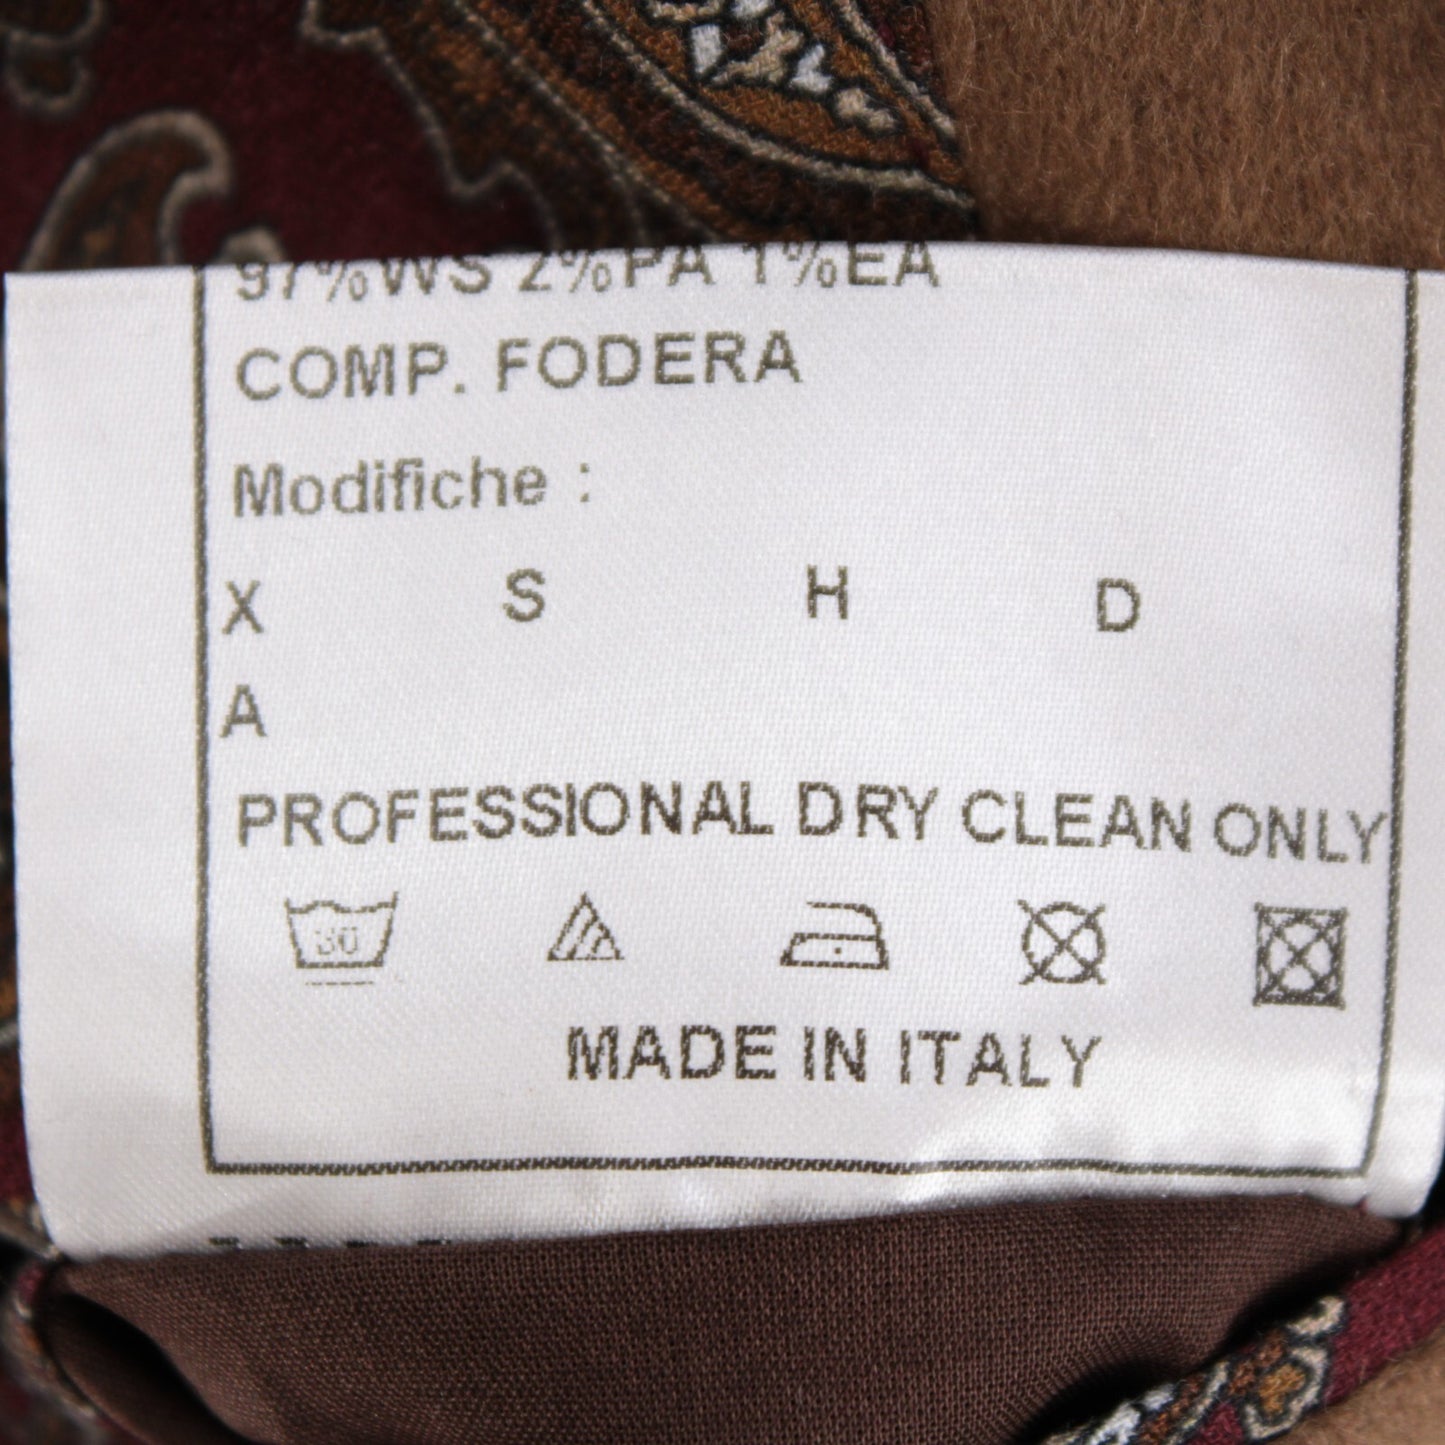 97%WS 2%PA 1%EA
COMP. FODERA
Modifiche :
X S H D
A
PROFESSIONAL DRY CLEAN ONLY
30
MADE IN ITALY